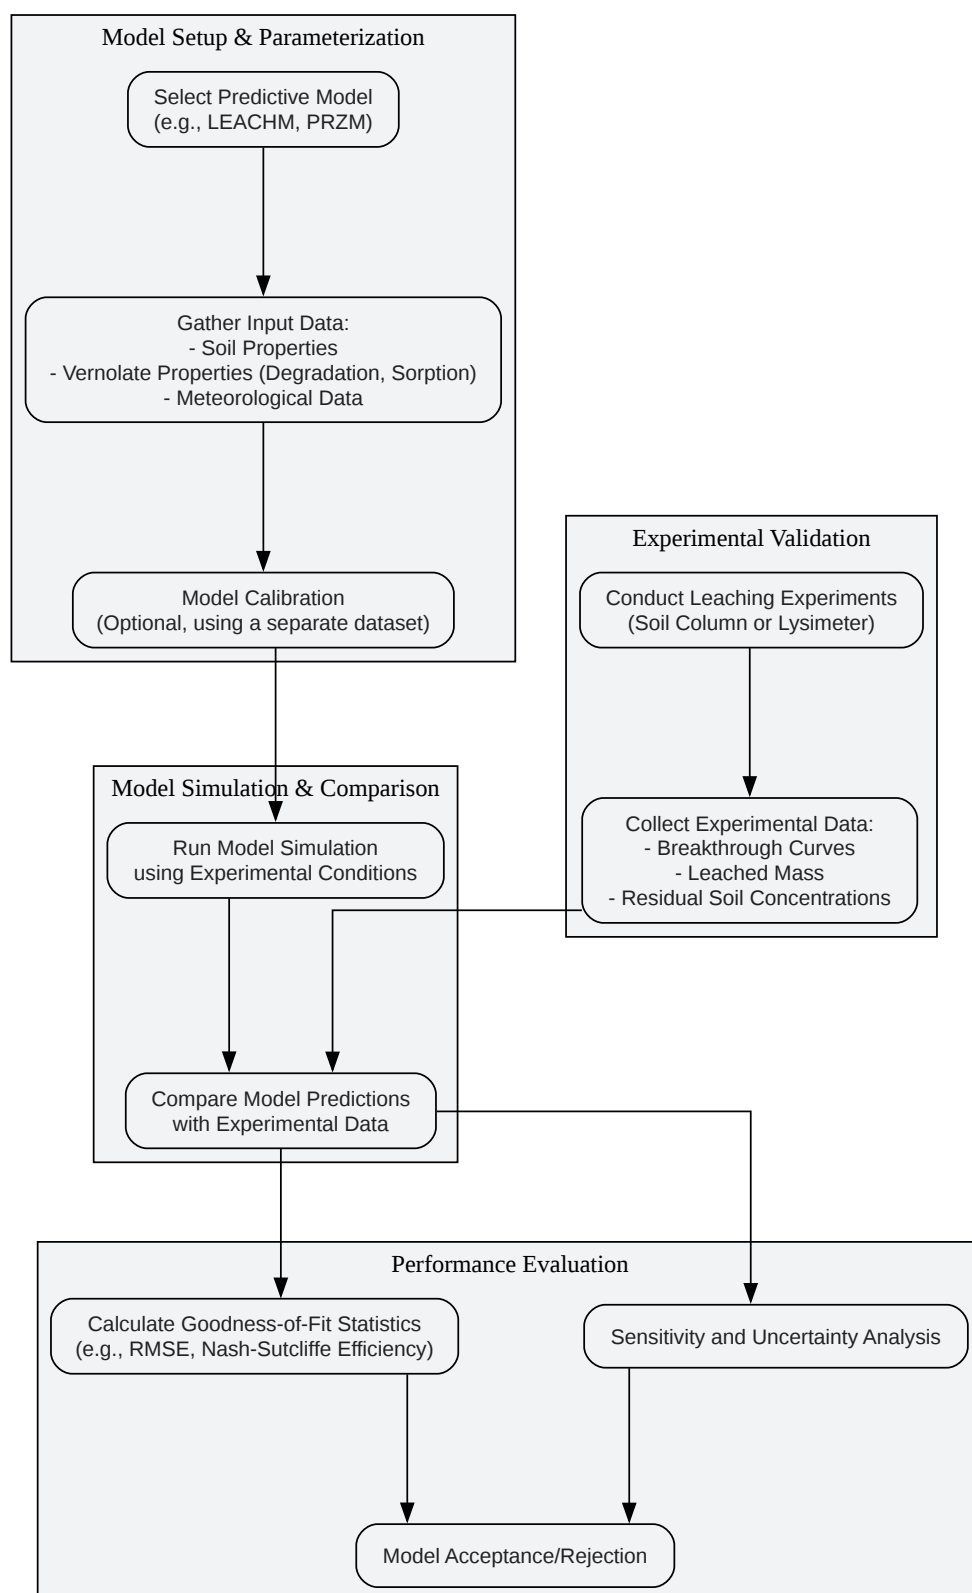 Model Setup & Parameterization
Select Predictive Model
(e.g., LEACHM, PRZM)
Gather Input Data:
- Soil Properties
- Vernolate Properties (Degradation, Sorption)
- Meteorological Data
Model Calibration
(Optional, using a separate dataset)
Experimental Validation
Conduct Leaching Experiments
(Soil Column or Lysimeter)
Collect Experimental Data:
- Breakthrough Curves
- Leached Mass
- Residual Soil Concentrations
Model Simulation & Comparison
Run Model Simulation
using Experimental Conditions
Compare Model Predictions
with Experimental Data
Performance Evaluation
Calculate Goodness-of-Fit Statistics
(e.g., RMSE, Nash-Sutcliffe Efficiency)
Sensitivity and Uncertainty Analysis
Model Acceptance/Rejection